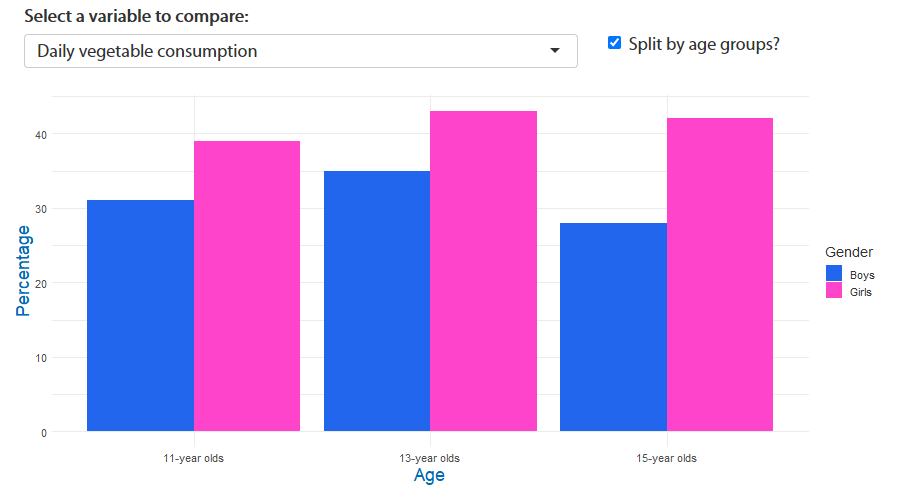 Select a variable to compare:
Daily vegetable consumption
Split by age groups?
Percentage
40
30
20
10
0
11-year olds
13-year olds
15-year olds
Age
Gender
Boys
Girls